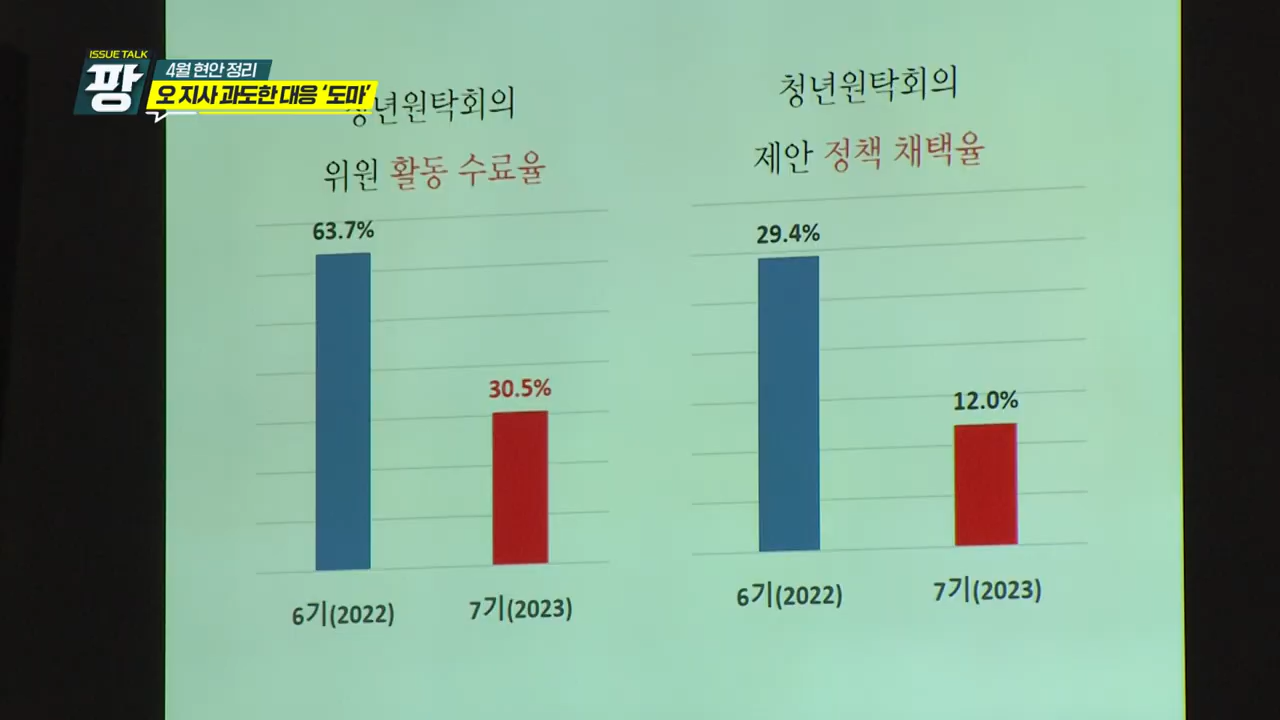 ISSUE TALK
팡
4월 현안 정리
오 지사 과도한 대응 '도마'
청년원탁회의
위원 활동 수료율
63.7%
30.5%
6기(2022)
7기(2023)
청년원탁회의
제안 정책 채택율
29.4%
12.0%
6기(2022)
7기(2023)